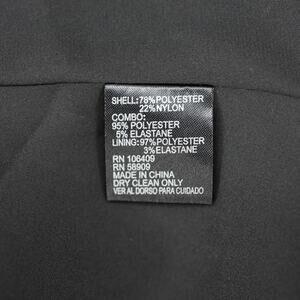 SHELL:78%POLYESTER
22%NYLON
COMBO:
95% POLYESTER
5% ELASTANE
LINING:97%POLYESTER
3%ELASTANE
RN 106409
RN 58909
MADE IN CHINA
DRY CLEAN ONLY
VER AL DORSO PARA CUIDADO